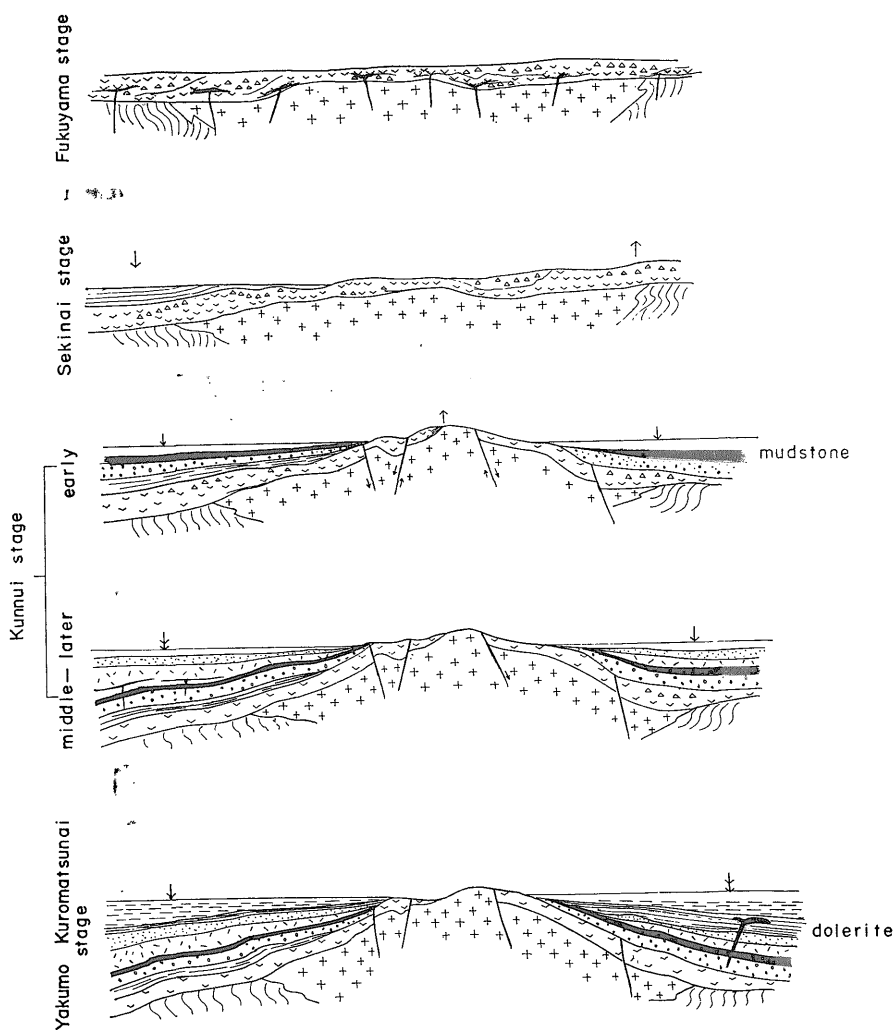 Fukuyama stage
Sekinai stage
Kunnui stage
early
mudstone
middle—later
Yakumo Kuromatsunai
stage
dolerite